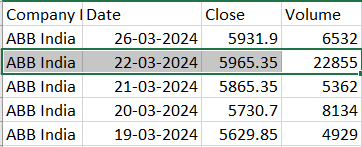 Company I Date Close Volume
ABB India 26-03-2024 5931.9 6532
ABB India 22-03-2024 5965.35 22855
ABB India 21-03-2024 5865.35 5362
ABB India 20-03-2024 5730.7 8134
ABB India 19-03-2024 5629.85 4929